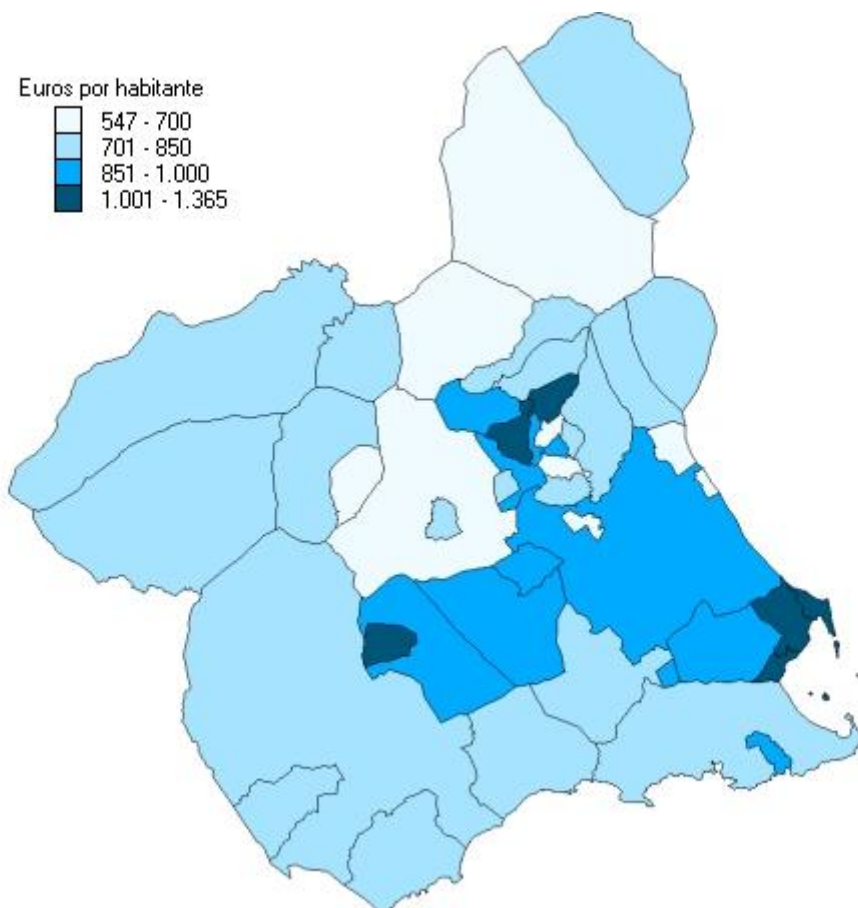 Euros por habitante
547 - 700
701 - 850
851 - 1.000
1.001 - 1.365